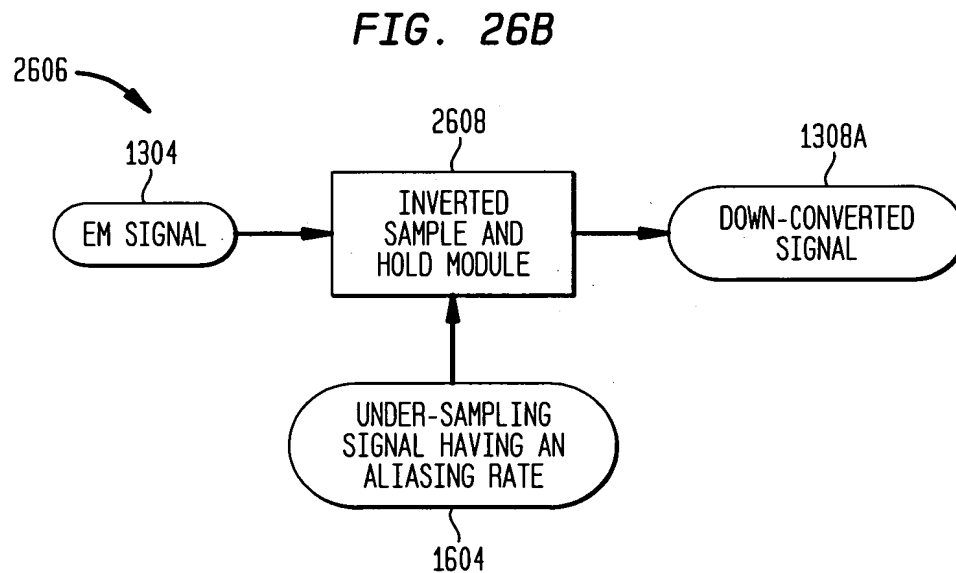 FIG. 26B
2606
1304
2608
1308A
EM SIGNAL
INVERTED
SAMPLE AND
HOLD MODULE
DOWN-CONVERTED
SIGNAL
UNDER-SAMPLING
SIGNAL HAVING AN
ALIASING RATE
1604